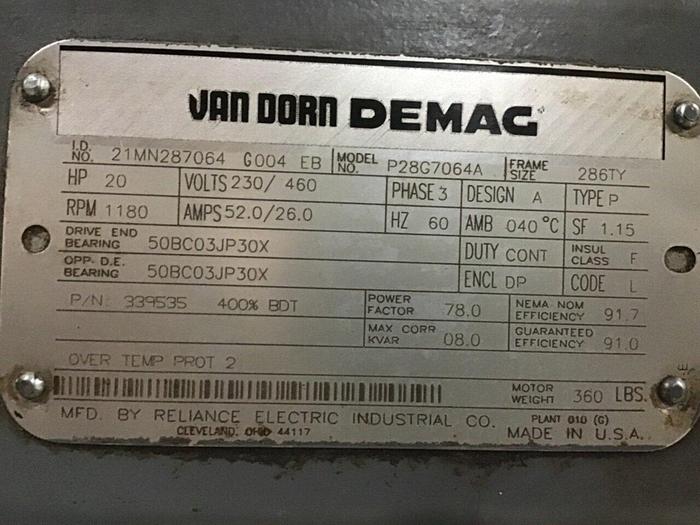 VAN DORN DEMAG
I.D. NO. 21MN287064 G004 EB MODEL NO. P28G7064A FRAME SIZE 286TY
HP 20 VOLTS 230/ 460 PHASE 3 DESIGN A TYPE P
RPM 1180 AMPS 52.0/26.0 HZ 60 AMB 040 °C SF 1.15
DRIVE END BEARING 50BC03JP30X DUTY CONT INSUL CLASS F
OPP. D.E. BEARING 50BC03JP30X ENCL DP CODE L
P/N: 339535 400% BDT POWER FACTOR 78.0 NEMA NOM EFFICIENCY 91.7
MAX CORR KVAR 08.0 GUARANTEED EFFICIENCY 91.0
OVER TEMP PROT 2
MOTOR WEIGHT 360 LBS.
MFD. BY RELIANCE ELECTRIC INDUSTRIAL CO. PLANT 010 (G)
CLEVELAND, OHIO 44117 MADE IN U.S.A.